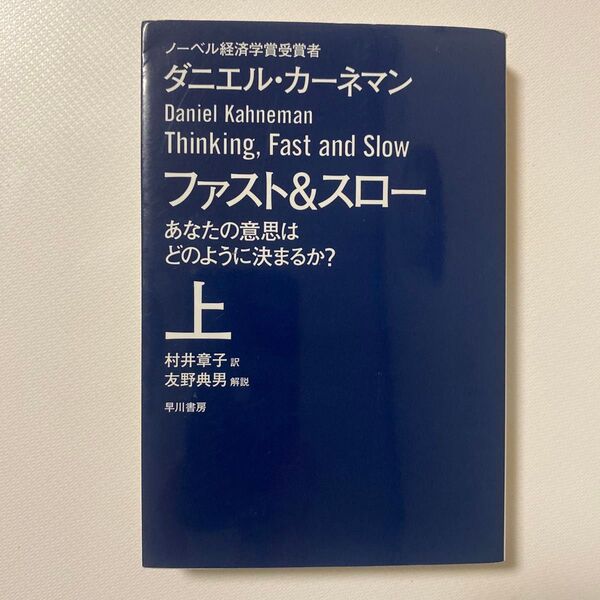 ノーベル経済学賞受賞者
ダニエル・カーネマン
Daniel Kahneman
Thinking, Fast and Slow
ファスト&スロー
あなたの意思は
どのように決まるか?
上
村井章子 訳
友野典男 解説
早川書房